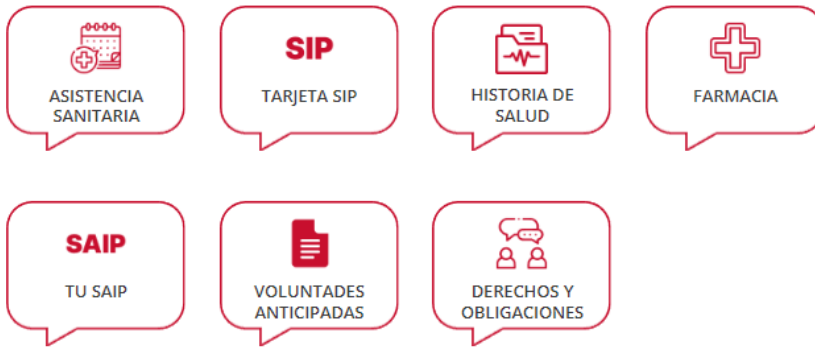 ASISTENCIA
SANITARIA
SIP
TARJETA SIP
HISTORIA DE
SALUD
FARMACIA
SAIP
TU SAIP
VOLUNTADES
ANTICIPADAS
DERECHOS Y
OBLIGACIONES